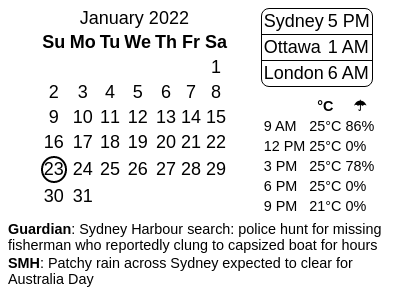 January 2022
Su Mo Tu We Th Fr Sa
1
2 3 4 5 6 7 8
9 10 11 12 13 14 15
16 17 18 19 20 21 22
23 24 25 26 27 28 29
30 31
Sydney 5 PM
Ottawa 1 AM
London 6 AM
°C ☂
9 AM 25°C 86%
12 PM 25°C 0%
3 PM 25°C 78%
6 PM 25°C 0%
9 PM 21°C 0%
Guardian: Sydney Harbour search: police hunt for missing
fisherman who reportedly clung to capsized boat for hours
SMH: Patchy rain across Sydney expected to clear for
Australia Day